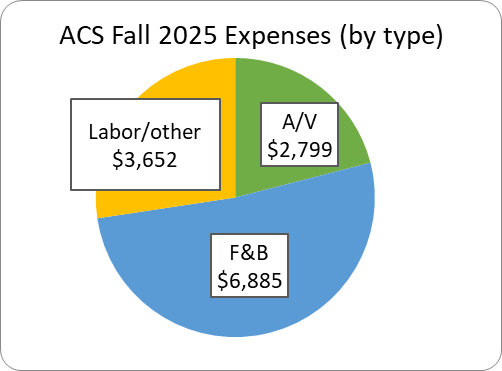 ACS Fall 2025 Expenses (by type)
Labor/other
$3,652
A/V
$2,799
F&B
$6,885